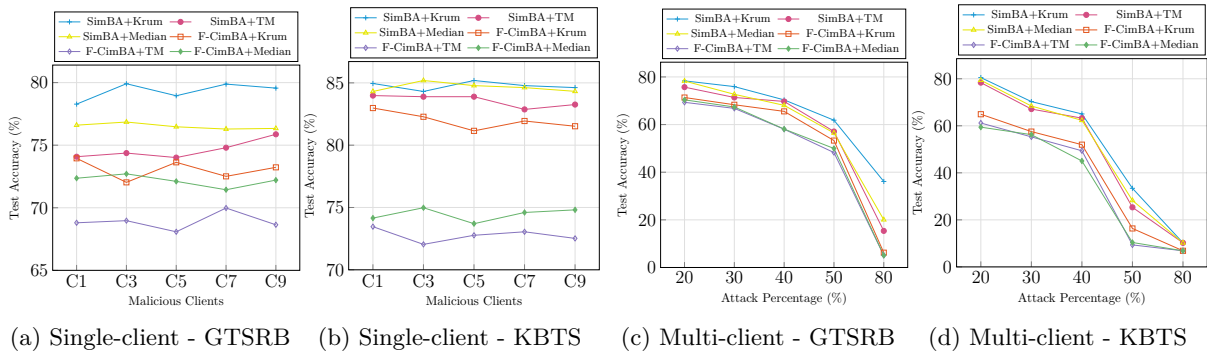 SimBA+Krum SimBA+TM
SimBA+Median F-CimBA+Krum
F-CimBA+TM F-CimBA+Median
80
75
70
65
Test Accuracy (%)
C1 C3 C5 C7 C9
Malicious Clients
(a) Single-client - GTSRB
SimBA+Krum SimBA+TM
SimBA+Median F-CimBA+Krum
F-CimBA+TM F-CimBA+Median
85
80
75
70
Test Accuracy (%)
C1 C3 C5 C7 C9
Malicious Clients
(b) Single-client - KBTS
SimBA+Krum SimBA+TM
SimBA+Median F-CimBA+Krum
F-CimBA+TM F-CimBA+Median
80
60
40
20
0
Test Accuracy (%)
20 30 40 50 80
Attack Percentage (%)
(c) Multi-client - GTSRB
SimBA+Krum SimBA+TM
SimBA+Median F-CimBA+Krum
F-CimBA+TM F-CimBA+Median
80
60
40
20
0
Test Accuracy (%)
20 30 40 50 80
Attack Percentage (%)
(d) Multi-client - KBTS